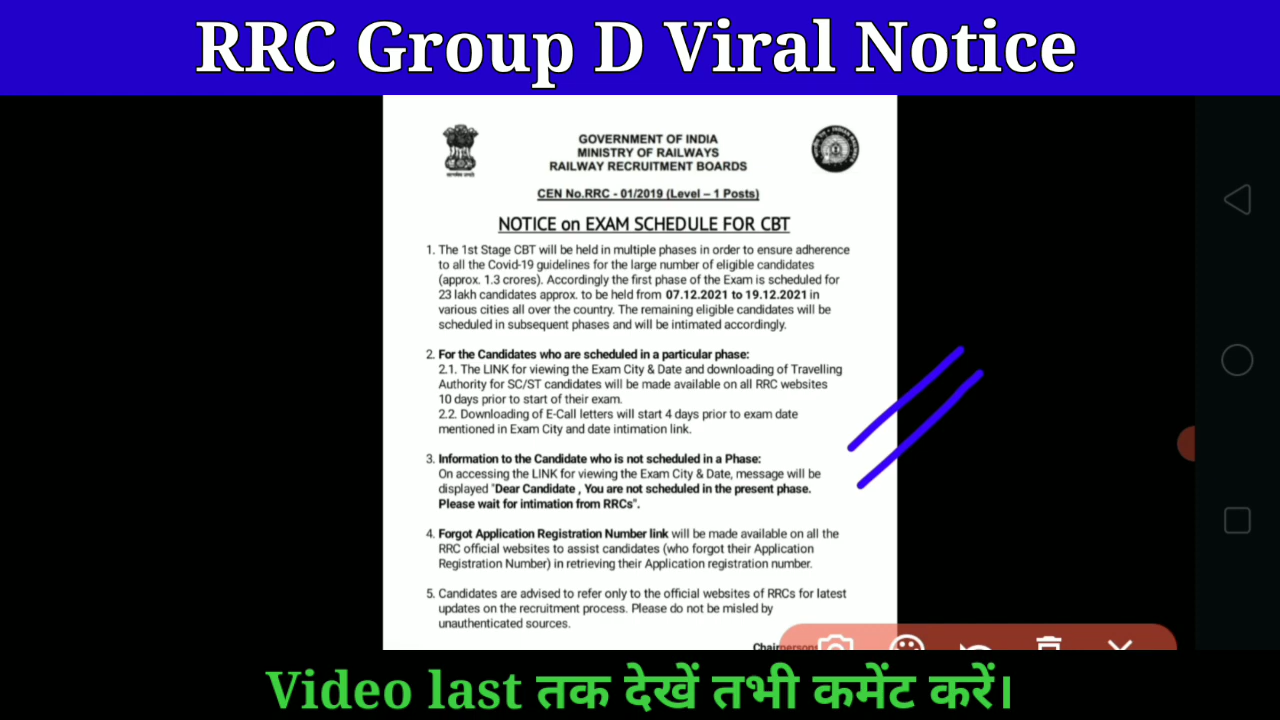 RRC Group D Viral Notice
GOVERNMENT OF INDIA
MINISTRY OF RAILWAYS
RAILWAY RECRUITMENT BOARDS
CEN No.RRC - 01/2019 (Level – 1 Posts)
NOTICE on EXAM SCHEDULE FOR CBT
1. The 1st Stage CBT will be held in multiple phases in order to ensure adherence
to all the Covid-19 guidelines for the large number of eligible candidates
(approx. 1.3 crores). Accordingly the first phase of the Exam is scheduled for
23 lakh candidates approx. to be held from 07.12.2021 to 19.12.2021 in
various cities all over the country. The remaining eligible candidates will be
scheduled in subsequent phases and will be intimated accordingly.
2. For the Candidates who are scheduled in a particular phase:
2.1. The LINK for viewing the Exam City & Date and downloading of Travelling
Authority for SC/ST candidates will be made available on all RRC websites
10 days prior to start of their exam.
2.2. Downloading of E-Call letters will start 4 days prior to exam date
mentioned in Exam City and date intimation link.
3. Information to the Candidate who is not scheduled in a Phase:
On accessing the LINK for viewing the Exam City & Date, message will be
displayed "Dear Candidate , You are not scheduled in the present phase.
Please wait for intimation from RRCs".
4. Forgot Application Registration Number link will be made available on all the
RRC official websites to assist candidates (who forgot their Application
Registration Number) in retrieving their Application registration number.
5. Candidates are advised to refer only to the official websites of RRCs for latest
updates on the recruitment process. Please do not be misled by
unauthenticated sources.
Chairpersons
Video last तक देखें तभी कमेंट करें।